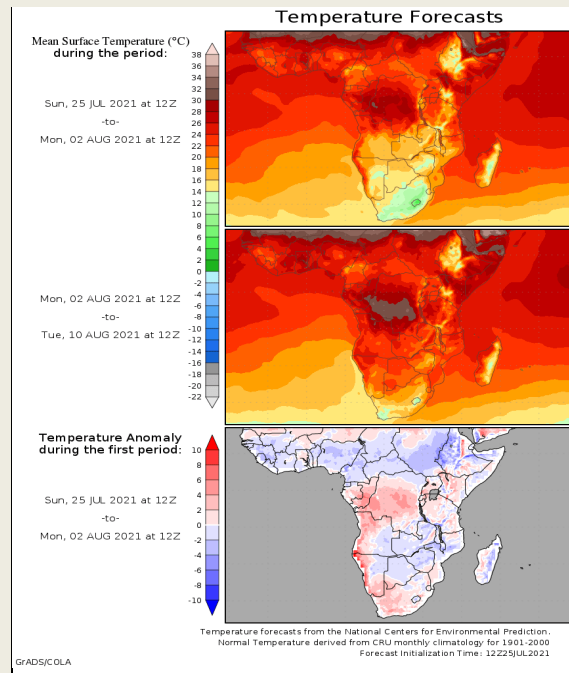 Temperature Forecasts
Mean Surface Temperature (°C)
during the period:
Sun, 25 JUL 2021 at 12Z
-to-
Mon, 02 AUG 2021 at 12Z
38
36
34
32
30
28
26
24
22
20
18
16
14
12
10
8
6
4
2
0
-2
-4
-6
-8
-10
-12
-14
-16
-18
-20
-22
Mon, 02 AUG 2021 at 12Z
-to-
Tue, 10 AUG 2021 at 12Z
Temperature Anomaly
during the first period:
Sun, 25 JUL 2021 at 12Z
-to-
Mon, 02 AUG 2021 at 12Z
10
8
6
4
2
0
-2
-4
-6
-8
-10
Temperature forecasts from the National Centers for Environmental Prediction.
Normal Temperature derived from CRU monthly climatology for 1901-2000
Forecast Initialization Time: 12Z25JUL2021
GrADS/COLA